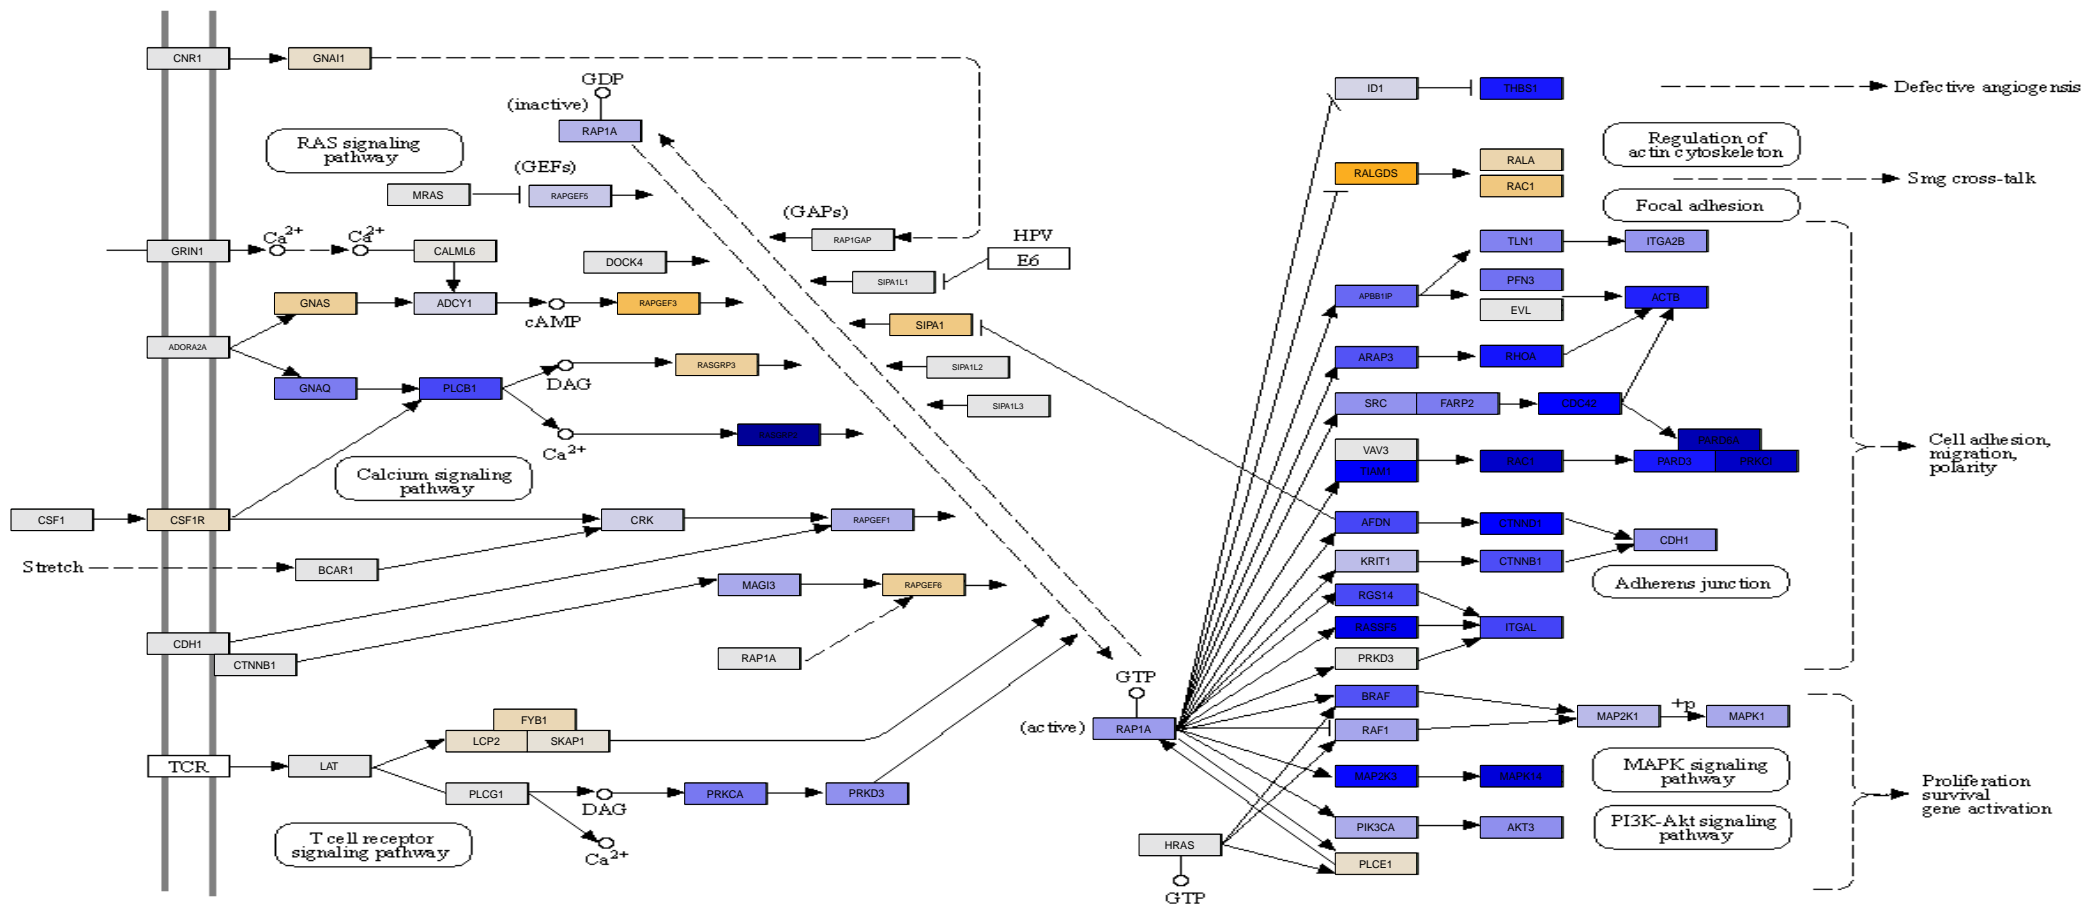 CNR1
GNAI1
GDP
(inactive)
RAP1A
RAS signaling
pathway
(GEFs)
MRAS
RAPGEF5
(GAPs)
RAP1GAP
HPV
E6
GRIN1
Ca2+
Ca2+
CALML6
DOCK4
SIPA1L1
GNAS
ADCY1
cAMP
RAPGEF3
SIPA1
ADORA2A
GNAQ
PLCB1
DAG
RASGRP3
SIPA1L2
SIPA1L3
Ca2+
Calcium signaling
pathway
CSF1
CSF1R
CRK
RAPGEF1
Stretch
BCAR1
MAGI3
RAPGEF6
CDH1
CTNNB1
RAP1A
TCR
LAT
FYB1
LCP2
SKAP1
PLCG1
DAG
PRKCA
PRKD3
Ca2+
T cell receptor
signaling pathway
GTP
(active)
RAP1A
HRAS
GTP
ID1
THBS1
Defective angiogensis
Regulation of
actin cytoskeleton
RALGDS
RALA
RAC1
Smg cross-talk
Focal adhesion
TLN1
ITGA2B
APBB1IP
PFN3
EVL
ACTB
ARAP3
RHOA
SRC
FARP2
CDC42
VAV3
TIAM1
RAC1
PARD6A
PARD3
PRKCI
Cell adhesion,
migration,
polarity
AFDN
CTNND1
CDH1
KRIT1
CTNNB1
Adherens junction
RGS14
RASSF5
ITGAL
PRKD3
BRAF
RAF1
MAP2K1
+p
MAPK1
MAP2K3
MAPK14
MAPK signaling
pathway
PIK3CA
AKT3
PI3K-Akt signaling
pathway
PLCE1
Proliferation
survival
gene activation